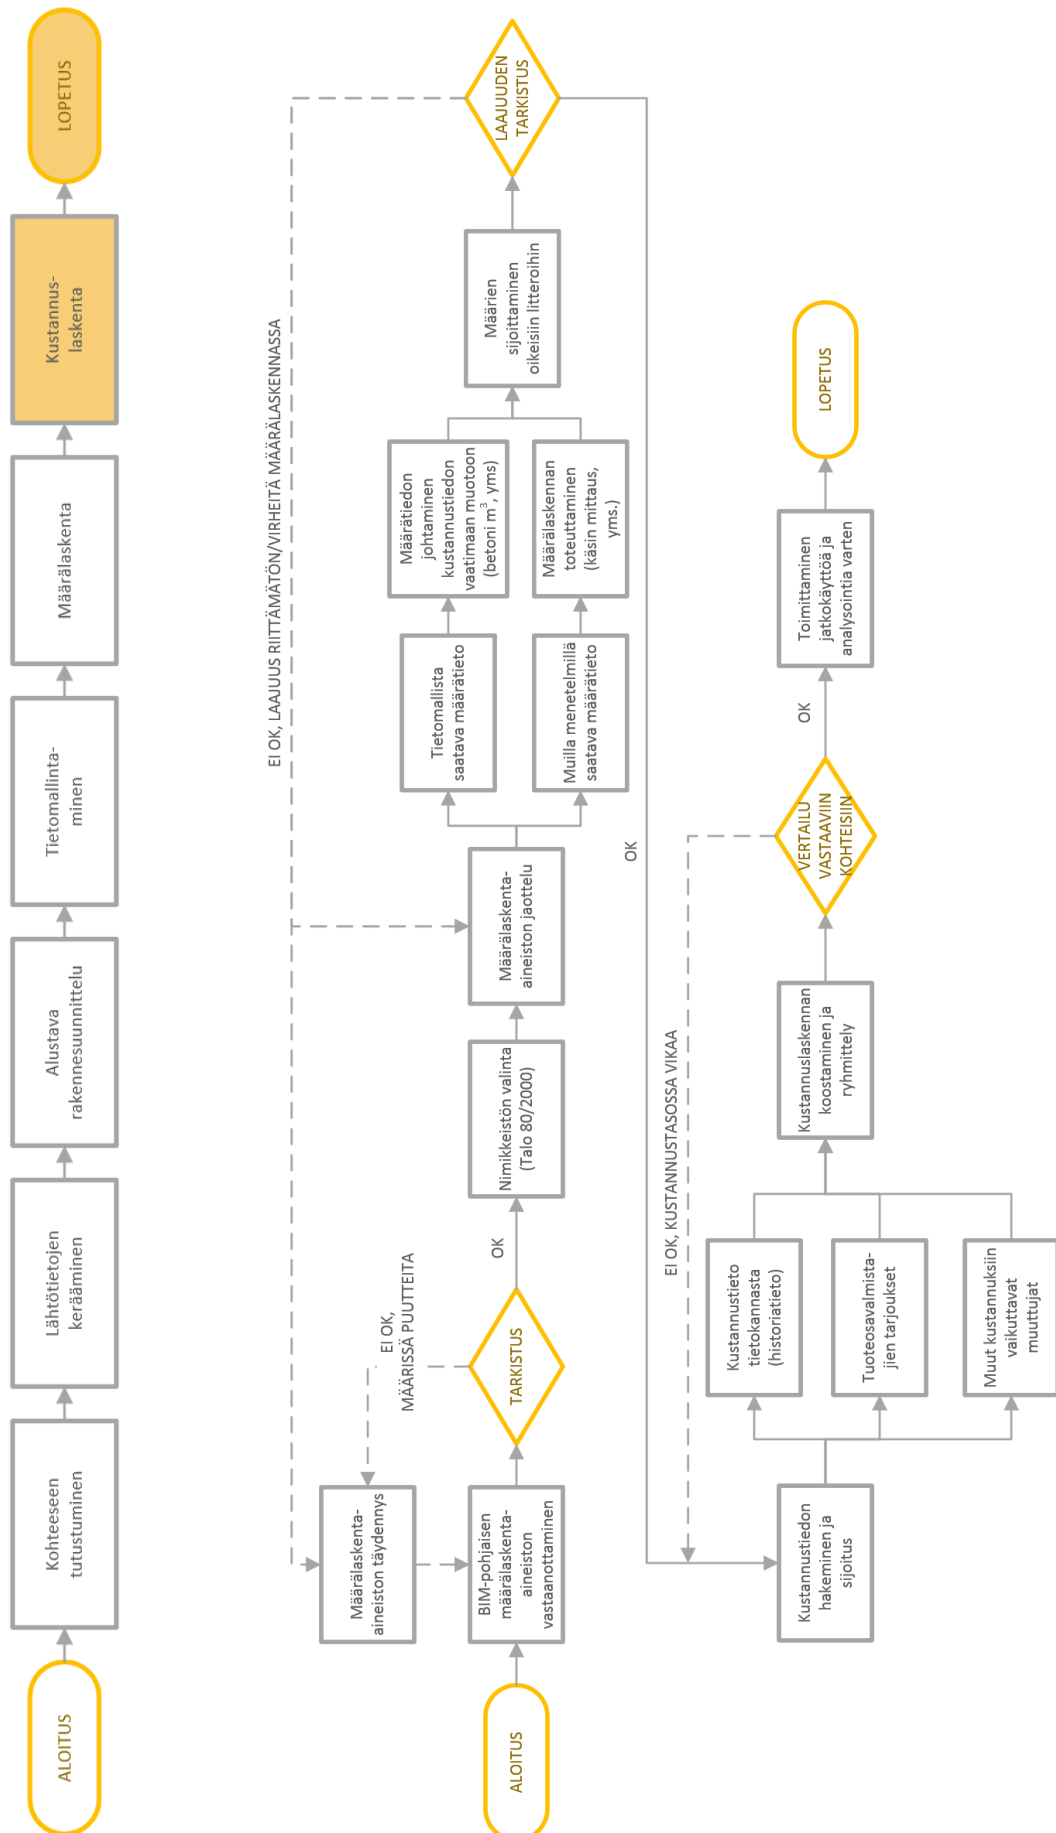 ALOITUS
Kohteeseen
tutustuminen
Lähtötietojen
kerääminen
Alustava
rakennesuunnittelu
Tietomallinta-
minen
Määrälaskenta
Kustannus-
laskenta
LOPETUS
EI OK, LAAJUUS RIITTÄMÄTÖN/VIRHEITÄ MÄÄRÄLASKENNASSA
Määrälaskenta-
aineiston täydennys
EI OK,
MÄÄRISSÄ PUUTTEITA
ALOITUS
BIM-pohjaisen
määrälaskenta-
aineiston
vastaanottaminen
TARKISTUS
OK
Nimikkeistön valinta
(Talo 80/2000)
Määrälaskenta-
aineiston jaottelu
Tietomallista
saatava määrätieto
Määrätiedon
johtaminen
kustannustiedon
vaatimaan muotoon
(betoni m³, yms)
Muilla menetelmillä
saatava määrätieto
Määrälaskennan
toteuttaminen
(käsin mittaus,
yms.)
Määrien
sijoittaminen
oikeisiin litteroihin
LAAJUUDEN
TARKISTUS
OK
EI OK, KUSTANNUSTASOSSA VIKAA
Kustannustiedon
hakeminen ja
sijoitus
Kustannustieto
tietokannasta
(historiatieto)
Tuoteosavalmista-
jien tarjoukset
Muut kustannuksiin
vaikuttavat
muuttujat
Kustannuslaskennan
koostaminen ja
ryhmittely
VERTAILU
VASTAAVIIN
KOHTEISIIN
OK
Toimittaminen
jatkokäyttöä ja
analysointia varten
LOPETUS